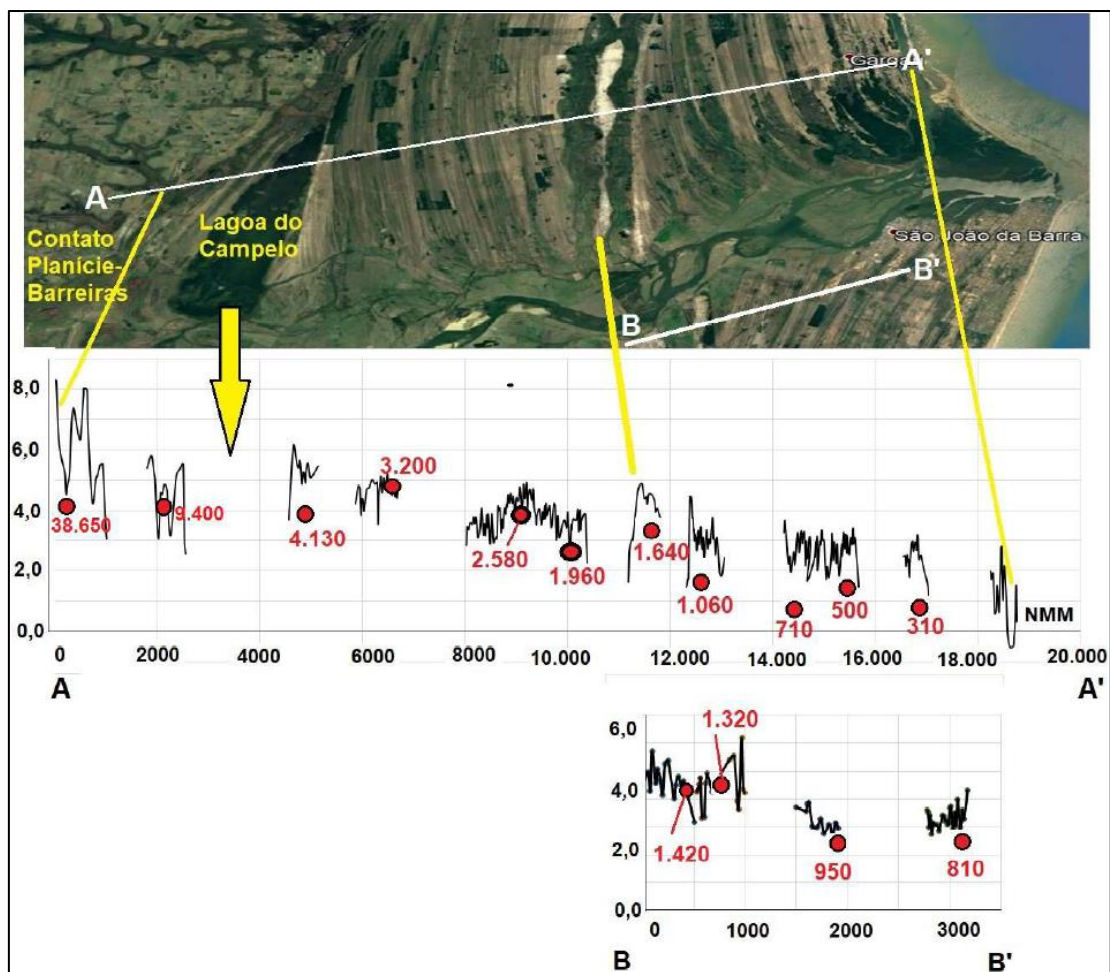 Gargaú
A'
A
Contato
Planície-
Barreiras
Lagoa do
Campelo
São João da Barra
B'
B
8,0
6,0
4,0
2,0
0,0
38.650
9.400
4.130
3.200
2.580
1.960
1.640
1.060
710
500
310
NMM
0 2000 4000 6000 8000 10.000 12.000 14.000 16.000 18.000 20.000
A A'
6,0
4,0
2,0
0,0
1.320
1.420
950
810
0 1000 2000 3000
B B'